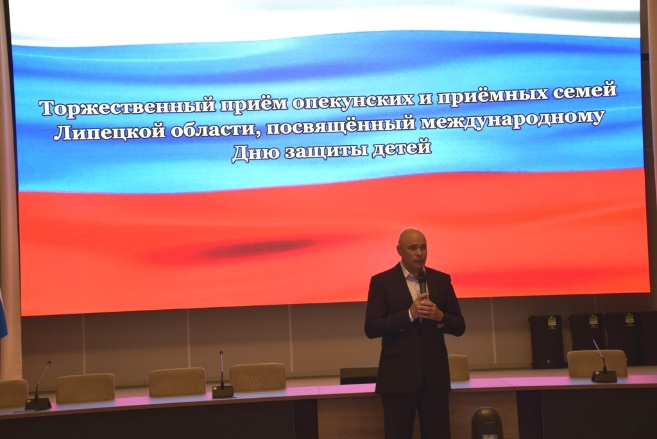 Торжественный приём опекунских и приёмных семей
Липецкой области, посвящённый международному
Дню защиты детей